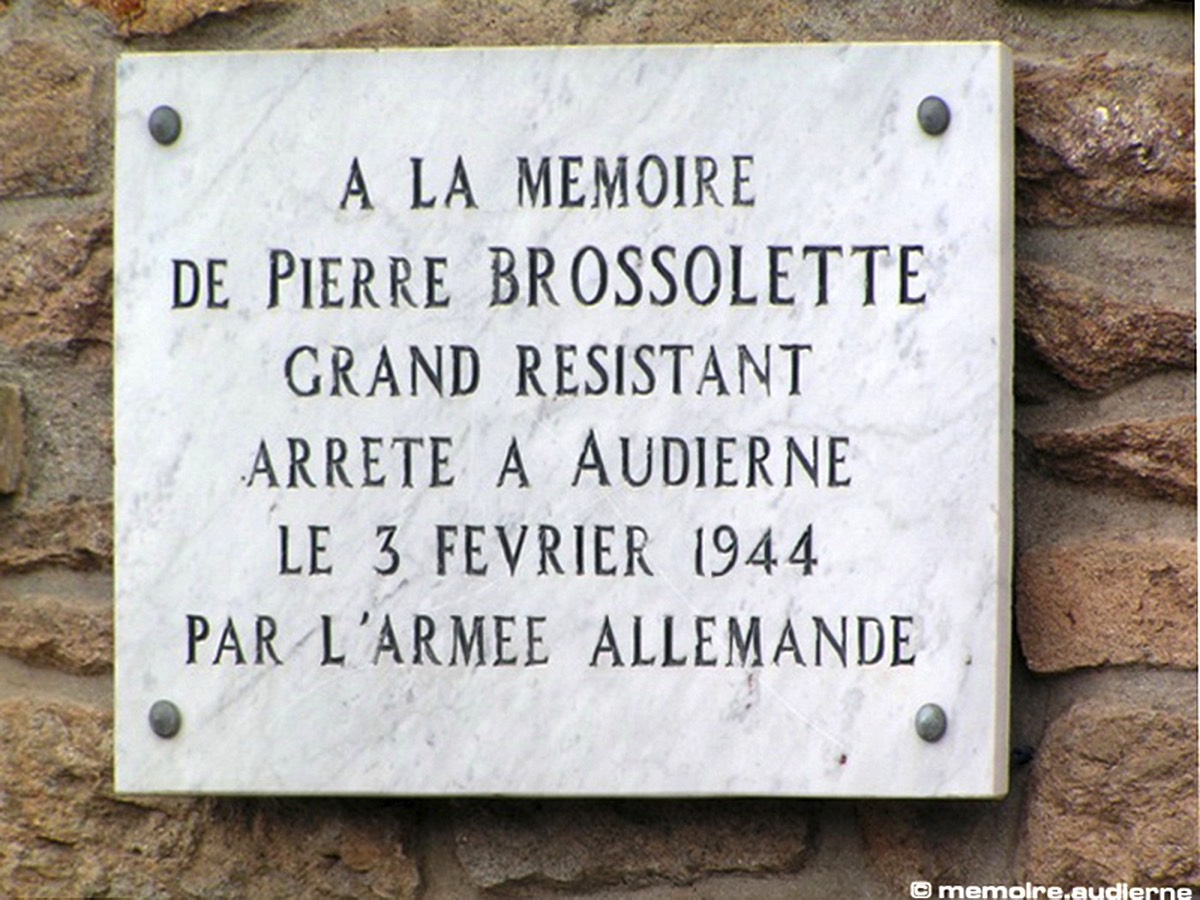 A LA MEMOIRE
DE PIERRE BROSSOLETTE
GRAND RESISTANT
ARRETE A AUDIERNE
LE 3 FEVRIER 1944
PAR L'ARMEE ALLEMANDE
© memoire.audierne